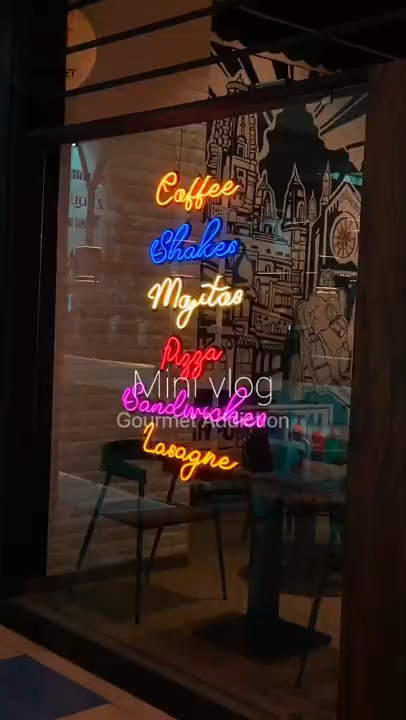 Coffee
Shakes
Mojitos
Pizza
Mini vlog
Sandwiches
Gourmet Addiction
Lasagne